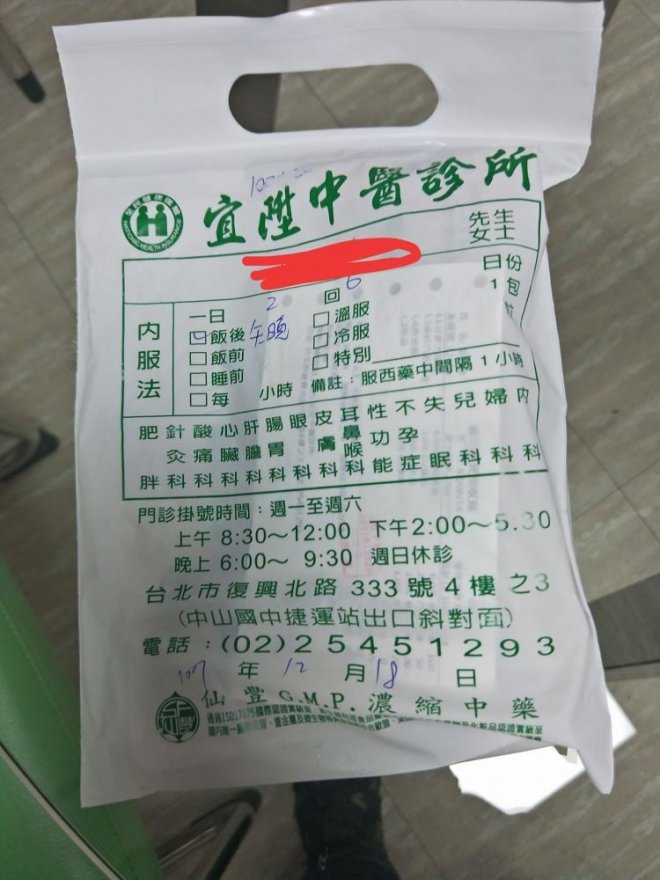 宜陞中醫診所
NATIONAL HEALTH INSURANCE
先生
女士
日份
1包
內服法
一日 2 回 6
飯後 午 溫服
飯前 冷服
睡前 特別
每 小時 備註：服西藥中間隔1小時
肥胖科 針灸科 酸痛科 心臟科 肝膽科 腸胃科 眼科 皮膚科 耳鼻喉科 性功能 不孕症 失眠科 兒科 婦科 內科
門診掛號時間：週一至週六
上午 8:30～12:00 下午2:00～5.30
晚上 6:00～ 9:30 週日休診
台北市復興北路 333 號 4 樓 之3
(中山國中捷運站出口斜對面)
電話：(02)25451293
107 年 12 月 18 日
仙豐G.M.P.濃縮中藥